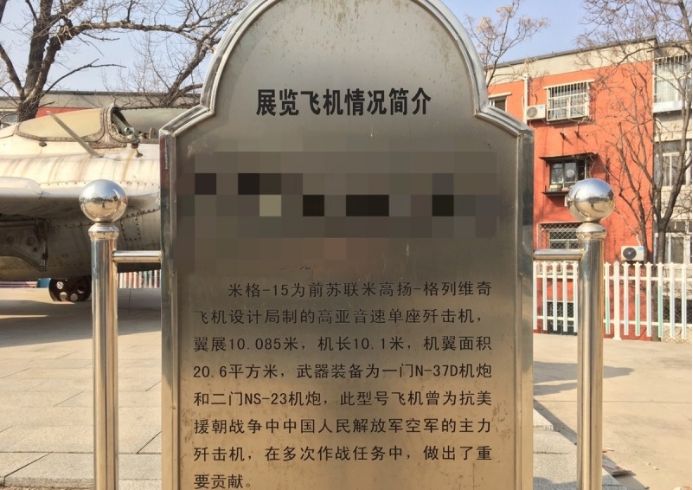 展览飞机情况简介
米格-15为前苏联米高扬-格列维奇
飞机设计局制的高亚音速单座歼击机,
翼展10.085米，机长10.1米，机翼面积
20.6平方米，武器装备为一门N-37D机炮
和二门NS-23机炮，此型号飞机曾为抗美
援朝战争中中国人民解放军空军的主力
歼击机，在多次作战任务中，做出了重
要贡献。